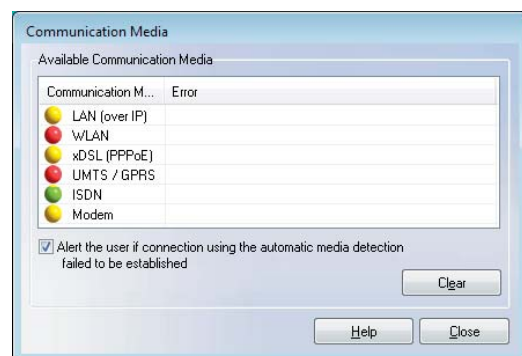 Communication Media
Available Communication Media
Communication M... Error
LAN (over IP)
WLAN
xDSL (PPPoE)
UMTS / GPRS
ISDN
Modem
Alert the user if connection using the automatic media detection
failed to be established
Clear
Help Close